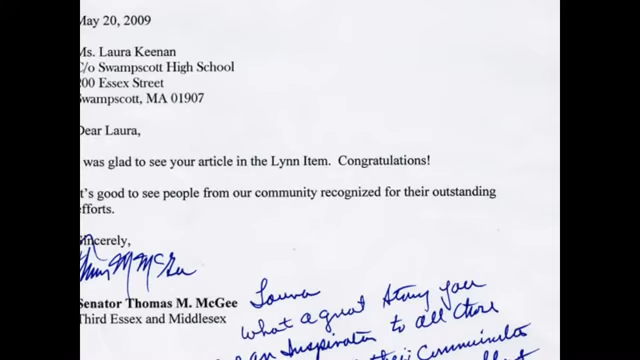 May 20, 2009
Ms. Laura Keenan
C/o Swampscott High School
200 Essex Street
Swampscott, MA 01907
Dear Laura,
was glad to see your article in the Lynn Item. Congratulations!
t's good to see people from our community recognized for their outstanding
efforts.
Sincerely,
Thomas M McGee
Senator Thomas M. McGee
Third Essex and Middlesex
Laura
What a great story you
an Inspiration to all those
their Communities